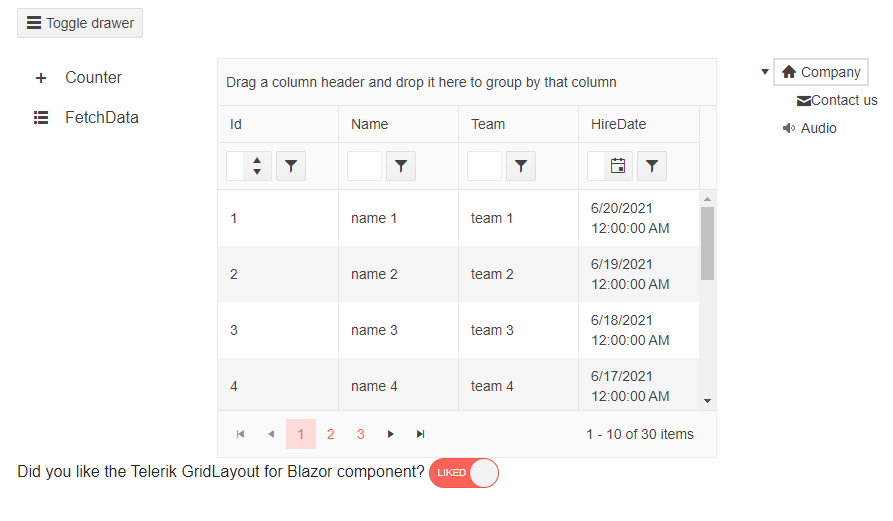 Toggle drawer
Counter
FetchData
Drag a column header and drop it here to group by that column
Id Name Team HireDate
1 name 1 team 1 6/20/2021
12:00:00 AM
2 name 2 team 2 6/19/2021
12:00:00 AM
3 name 3 team 3 6/18/2021
12:00:00 AM
4 name 4 team 4 6/17/2021
12:00:00 AM
1 2 3 1 - 10 of 30 items
Company
Contact us
Audio
Did you like the Telerik GridLayout for Blazor component? LIKED